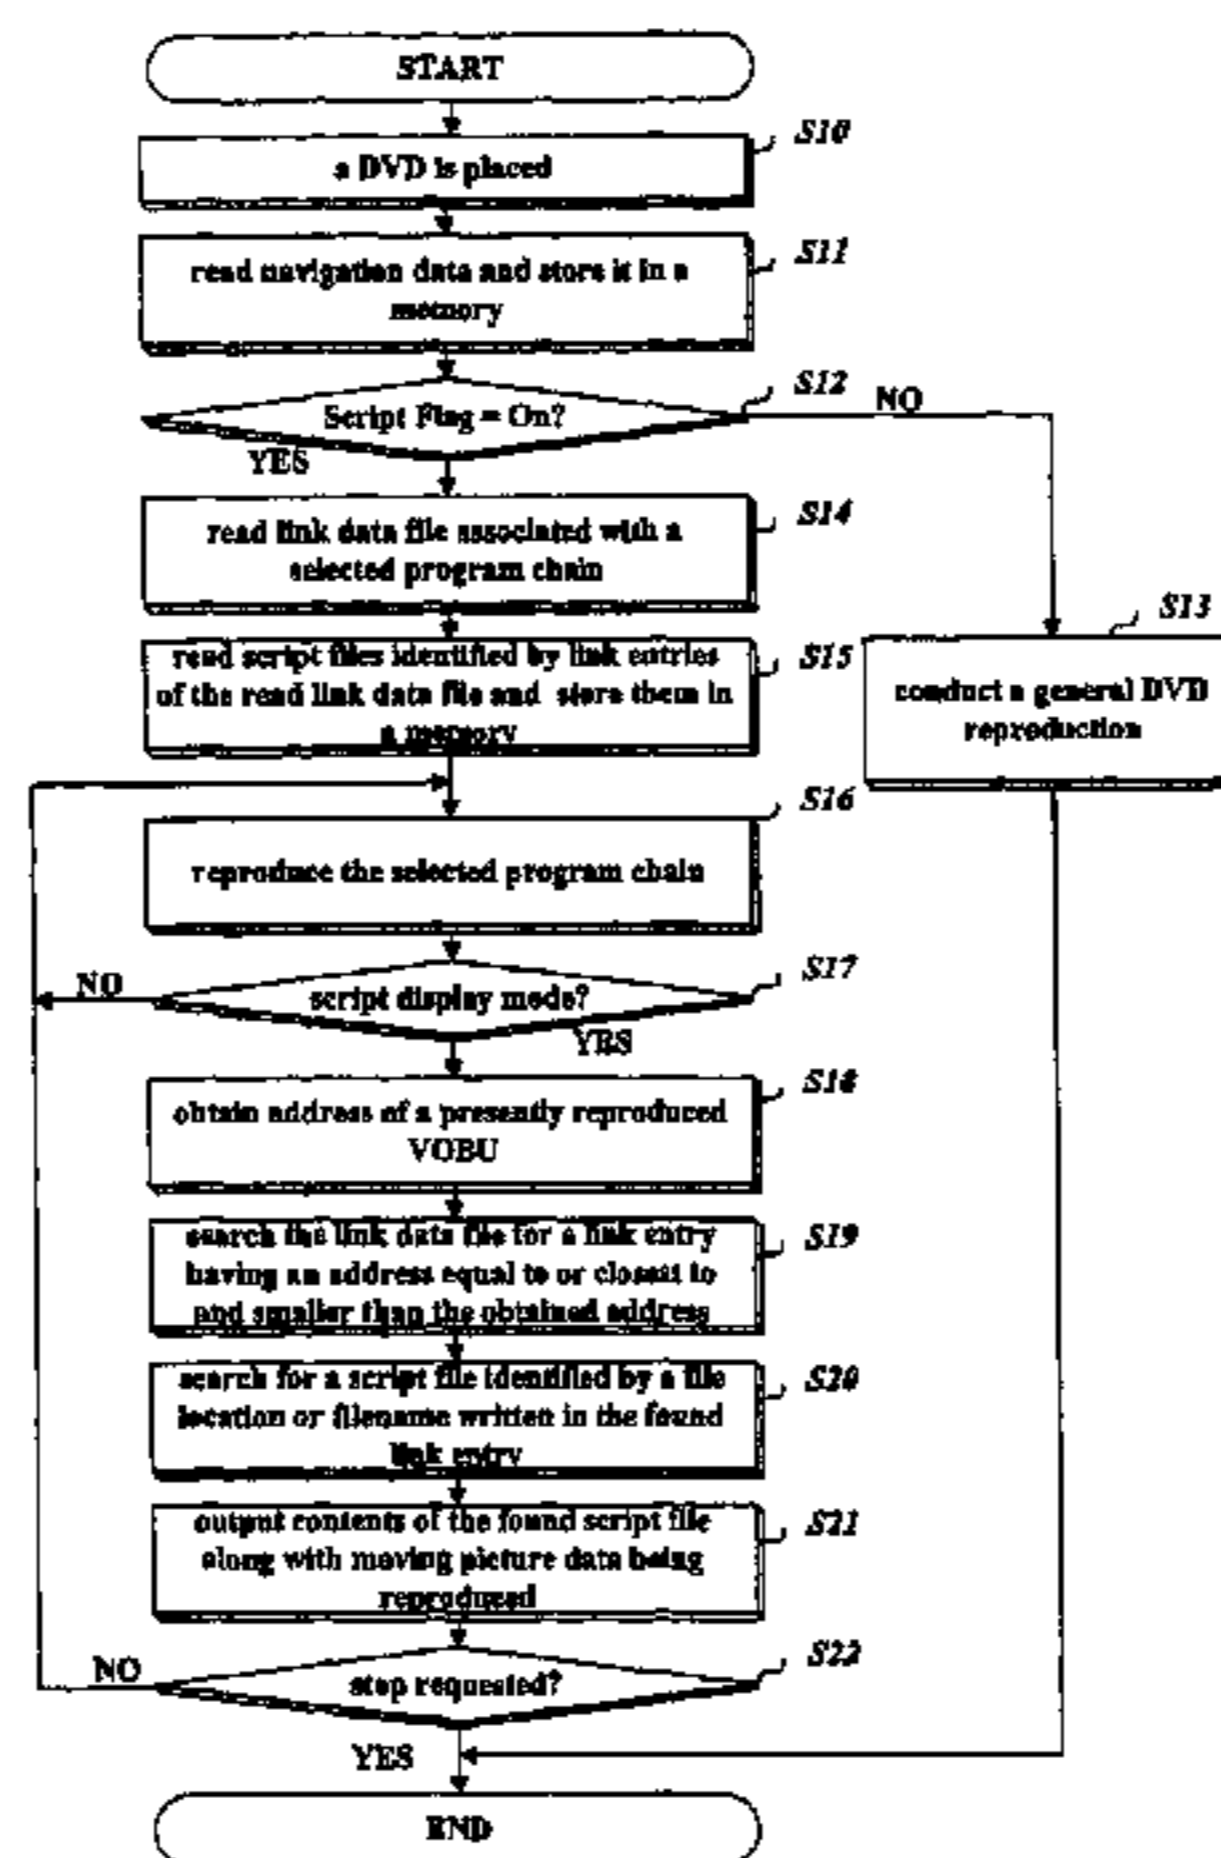 START
S10
a DVD is placed
S11
read navigation data and store it in a
memory
S12
NO
Script Flag = On?
YES
S14
read link data file associated with a
selected program chain
S13
S15
read script files identified by link entries
of the read link data file and store them in
a memory
conduct a general DVD
reproduction
S16
reproduce the selected program chain
S17
NO
script display mode?
YES
S18
obtain address of a presently reproduced
VOBU
S19
search the link data file for a link entry
having an address equal to or closest to
and smaller than the obtained address
S20
search for a script file identified by a file
location or filename written in the found
link entry
S21
output contents of the found script file
along with moving picture data being
reproduced
S22
NO
stop requested?
YES
END